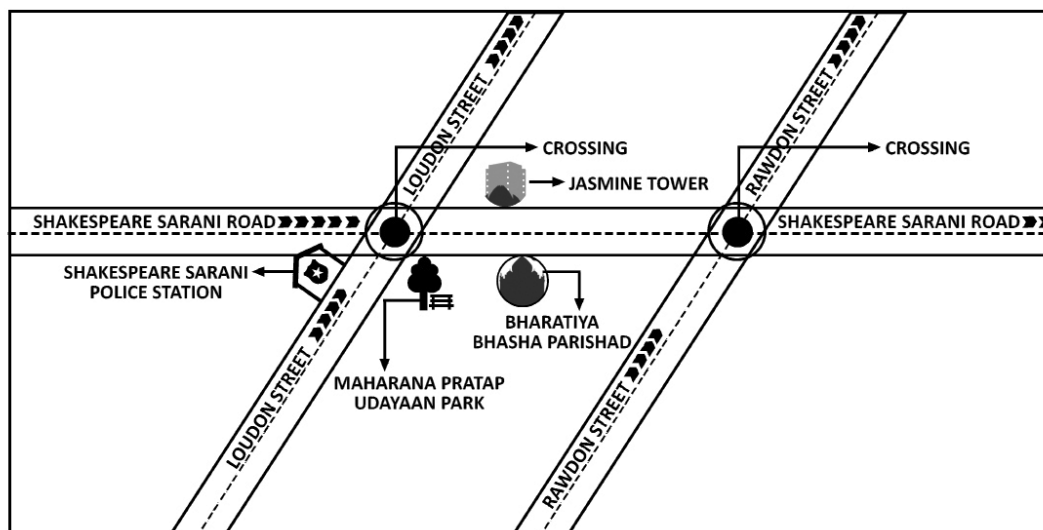 LOUDON STREET
RAWDON STREET
CROSSING
CROSSING
JASMINE TOWER
SHAKESPEARE SARANI ROAD
SHAKESPEARE SARANI ROAD
SHAKESPEARE SARANI
POLICE STATION
BHARATIYA
BHASHA PARISHAD
MAHARANA PRATAP
UDAYAAN PARK
LOUDON STREET
RAWDON STREET